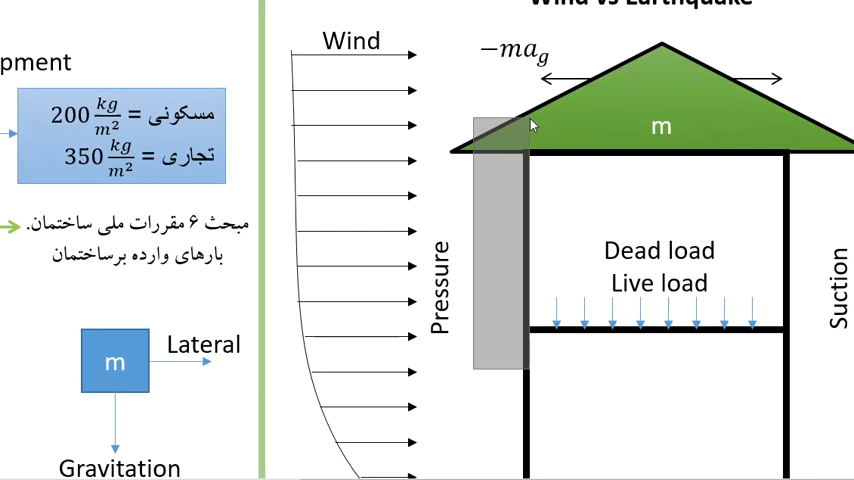 Wind vs Earthquake
pment
مسکونی = 200 kg/m²
تجاری = 350 kg/m²
مبحث ۶ مقررات ملی ساختمان.
بارهای وارده برساختمان
m
Lateral
Gravitation
Wind
−ma_g
m
Pressure
Dead load
Live load
Suction